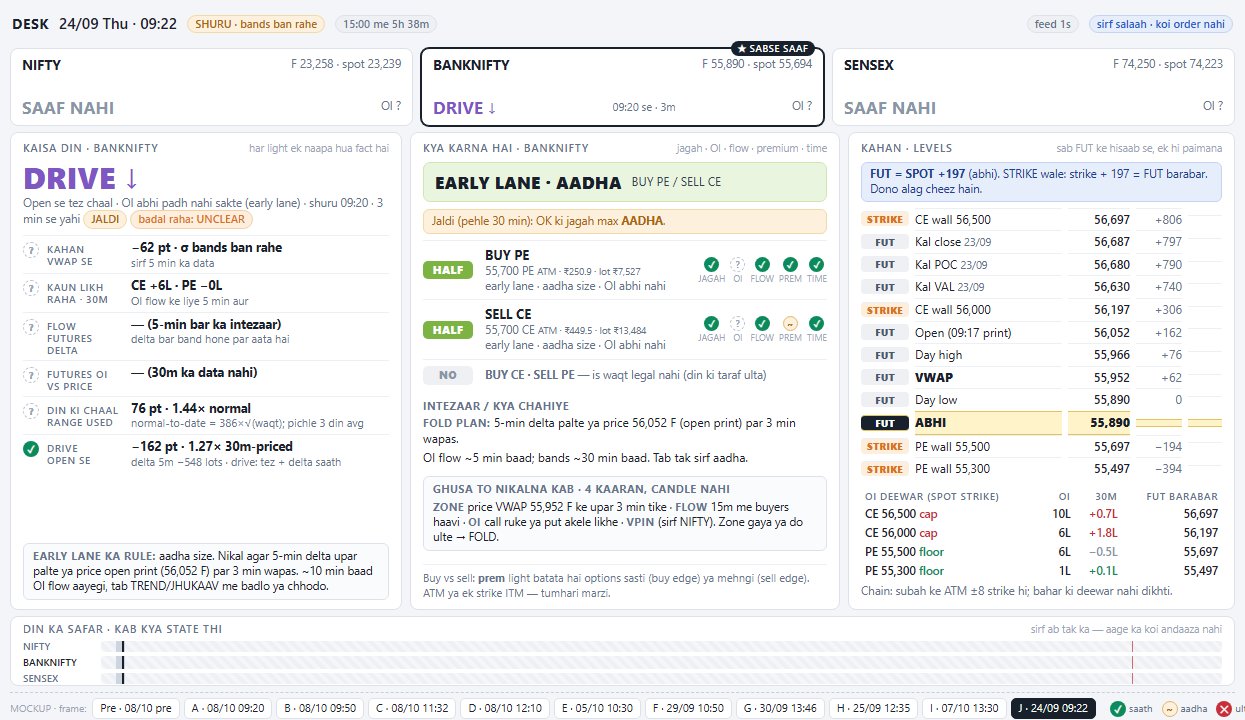 DESK 24/09 Thu · 09:22 SHURU · bands ban rahe 15:00 me 5h 38m feed 1s sirf salaah · koi order nahi
★ SABSE SAAF
NIFTY F 23,258 · spot 23,239
SAAF NAHI OI ?
BANKNIFTY F 55,890 · spot 55,694
DRIVE ↓ 09:20 se · 3m OI ?
SENSEX F 74,250 · spot 74,223
SAAF NAHI OI ?
KAISA DIN · BANKNIFTY har light ek naapa hua fact hai
DRIVE ↓
Open se tez chaal · OI abhi padh nahi sakte (early lane) · shuru 09:20 · 3
min se yahi JALDI badal raha: UNCLEAR
? KAHAN VWAP SE −62 pt · σ bands ban rahe
sirf 5 min ka data
? KAUN LIKH RAHA · 30M CE +6L · PE −0L
OI flow ke liye 5 min aur
? FLOW FUTURES DELTA — (5-min bar ka intezaar)
delta bar band hone par aata hai
? FUTURES OI VS PRICE — (30m ka data nahi)
? DIN KI CHAAL RANGE USED 76 pt · 1.44× normal
normal-to-date = 386×√(waqt); pichle 3 din avg
✓ DRIVE OPEN SE −162 pt · 1.27× 30m-priced
delta 5m −548 lots · drive: tez + delta saath
EARLY LANE KA RULE: aadha size. Nikal agar 5-min delta upar
palte ya price open print (56,052 F) par 3 min wapas. ~10 min baad
OI flow aayegi, tab TREND/JHUKAAV me badlo ya chhodo.
KYA KARNA HAI · BANKNIFTY jagah · OI · flow · premium · time
EARLY LANE · AADHA BUY PE / SELL CE
Jaldi (pehle 30 min): OK ki jagah max AADHA.
HALF BUY PE
55,700 PE ATM · ₹250.9 · lot ₹7,527
early lane · aadha size · OI abhi nahi
✓ ? ✓ ✓ ✓
JAGAH OI FLOW PREM TIME
HALF SELL CE
55,700 CE ATM · ₹449.5 · lot ₹13,484
early lane · aadha size · OI abhi nahi
✓ ? ✓ ~ ✓
JAGAH OI FLOW PREM TIME
NO BUY CE · SELL PE — is waqt legal nahi (din ki taraf ulta)
INTEZAAR / KYA CHAHIYE
FOLD PLAN: 5-min delta palte ya price 56,052 F (open print) par 3 min
wapas.
OI flow ~5 min baad; bands ~30 min baad. Tab tak sirf aadha.
GHUSA TO NIKALNA KAB · 4 KAARAN, CANDLE NAHI
ZONE price VWAP 55,952 F ke upar 3 min tike · FLOW 15m me buyers
haavi · OI call ruke ya put akele likhe · VPIN (sirf NIFTY). Zone gaya ya do
ulte → FOLD.
Buy vs sell: prem light batata hai options sasti (buy edge) ya mehngi (sell edge).
ATM ya ek strike ITM — tumhari marzi.
KAHAN · LEVELS sab FUT ke hisaab se, ek hi paimana
FUT = SPOT +197 (abhi). STRIKE wale: strike + 197 = FUT barabar.
Dono alag cheez hain.
STRIKE CE wall 56,500 56,697 +806
FUT Kal close 23/09 56,687 +797
FUT Kal POC 23/09 56,680 +790
FUT Kal VAL 23/09 56,630 +740
STRIKE CE wall 56,000 56,197 +306
FUT Open (09:17 print) 56,052 +162
FUT Day high 55,966 +76
FUT VWAP 55,952 +62
FUT Day low 55,890 0
FUT ABHI 55,890
STRIKE PE wall 55,500 55,697 −194
STRIKE PE wall 55,300 55,497 −394
OI DEEWAR (SPOT STRIKE) OI 30M FUT BARABAR
CE 56,500 cap 10L +0.7L 56,697
CE 56,000 cap 6L +1.8L 56,197
PE 55,500 floor 6L −0.5L 55,697
PE 55,300 floor 1L +0.1L 55,497
Chain: subah ke ATM ±8 strike hi; bahar ki deewar nahi dikhti.
DIN KA SAFAR · KAB KYA STATE THI sirf ab tak ka — aage ka koi andaaza nahi
NIFTY
BANKNIFTY
SENSEX
MOCKUP · frame: Pre · 08/10 pre A · 08/10 09:20 B · 08/10 09:50 C · 08/10 11:32 D · 08/10 12:10 E · 05/10 10:30 F · 29/09 10:50 G · 30/09 13:46 H · 25/09 12:35 I · 07/10 13:30 J · 24/09 09:22 ✓ saath ~ aadha ✕